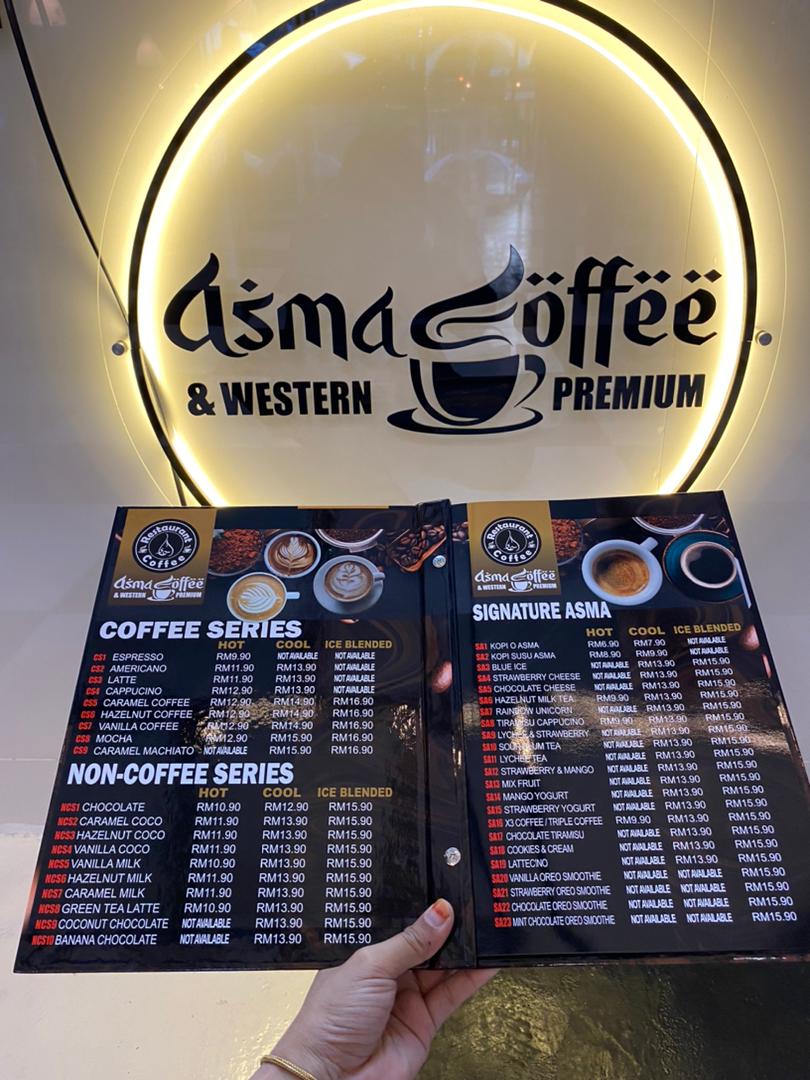 Aṡma Cöffëë
& WESTERN PREMIUM
Restaurant
Coffee
Aṡma Cöffëë
& WESTERN PREMIUM
COFFEE SERIES
HOT COOL ICE BLENDED
CS1 ESPRESSO RM9.90 NOT AVAILABLE NOT AVAILABLE
CS2 AMERICANO RM11.90 RM13.90 NOT AVAILABLE
CS3 LATTE RM11.90 RM13.90 NOT AVAILABLE
CS4 CAPPUCINO RM12.90 RM13.90 NOT AVAILABLE
CS5 CARAMEL COFFEE RM12.90 RM14.90 RM16.90
CS6 HAZELNUT COFFEE RM12.90 RM14.90 RM16.90
CS7 VANILLA COFFEE RM12.90 RM14.90 RM16.90
CS8 MOCHA RM12.90 RM15.90 RM16.90
CS9 CARAMEL MACHIATO NOT AVAILABLE RM15.90 RM16.90
NON-COFFEE SERIES
HOT COOL ICE BLENDED
NCS1 CHOCOLATE RM10.90 RM12.90 RM15.90
NCS2 CARAMEL COCO RM11.90 RM13.90 RM15.90
NCS3 HAZELNUT COCO RM11.90 RM13.90 RM15.90
NCS4 VANILLA COCO RM11.90 RM13.90 RM15.90
NCS5 VANILLA MILK RM10.90 RM13.90 RM15.90
NCS6 HAZELNUT MILK RM11.90 RM13.90 RM15.90
NCS7 CARAMEL MILK RM11.90 RM13.90 RM15.90
NCS8 GREEN TEA LATTE RM10.90 RM13.90 RM15.90
NCS9 COCONUT CHOCOLATE NOT AVAILABLE RM13.90 RM15.90
NCS10 BANANA CHOCOLATE NOT AVAILABLE RM13.90 RM15.90
Restaurant
Coffee
Aṡma Cöffëë
& WESTERN PREMIUM
SIGNATURE ASMA
HOT COOL ICE BLENDED
SA1 KOPI O ASMA RM6.90 RM7.90 NOT AVAILABLE
SA2 KOPI SUSU ASMA RM8.90 RM9.90 NOT AVAILABLE
SA3 BLUE ICE NOT AVAILABLE RM13.90 RM15.90
SA4 STRAWBERRY CHEESE NOT AVAILABLE RM13.90 RM15.90
SA5 CHOCOLATE CHEESE NOT AVAILABLE RM13.90 RM15.90
SA6 HAZELNUT MILK TEA RM9.90 RM13.90 RM15.90
SA7 RAINBOW UNICORN NOT AVAILABLE RM13.90 RM15.90
SA8 TIRAMISU CAPPUCINO RM9.90 RM13.90 RM15.90
SA9 LYCHEE & STRAWBERRY NOT AVAILABLE RM13.90 RM15.90
SA10 SOUR PLUM TEA NOT AVAILABLE RM13.90 RM15.90
SA11 LYCHEE TEA NOT AVAILABLE RM13.90 RM15.90
SA12 STRAWBERRY & MANGO NOT AVAILABLE RM13.90 RM15.90
SA13 MIX FRUIT NOT AVAILABLE RM13.90 RM15.90
SA14 MANGO YOGURT NOT AVAILABLE RM13.90 RM15.90
SA15 STRAWBERRY YOGURT NOT AVAILABLE RM13.90 RM15.90
SA16 X3 COFFEE / TRIPLE COFFEE RM9.90 RM13.90 RM15.90
SA17 CHOCOLATE TIRAMISU NOT AVAILABLE RM13.90 RM15.90
SA18 COOKIES & CREAM NOT AVAILABLE RM13.90 RM15.90
SA19 LATTECINO NOT AVAILABLE RM13.90 RM15.90
SA20 VANILLA OREO SMOOTHIE NOT AVAILABLE NOT AVAILABLE RM15.90
SA21 STRAWBERRY OREO SMOOTHIE NOT AVAILABLE NOT AVAILABLE RM15.90
SA22 CHOCOLATE OREO SMOOTHIE NOT AVAILABLE NOT AVAILABLE RM15.90
SA23 MINT CHOCOLATE OREO SMOOTHIE NOT AVAILABLE NOT AVAILABLE RM15.90